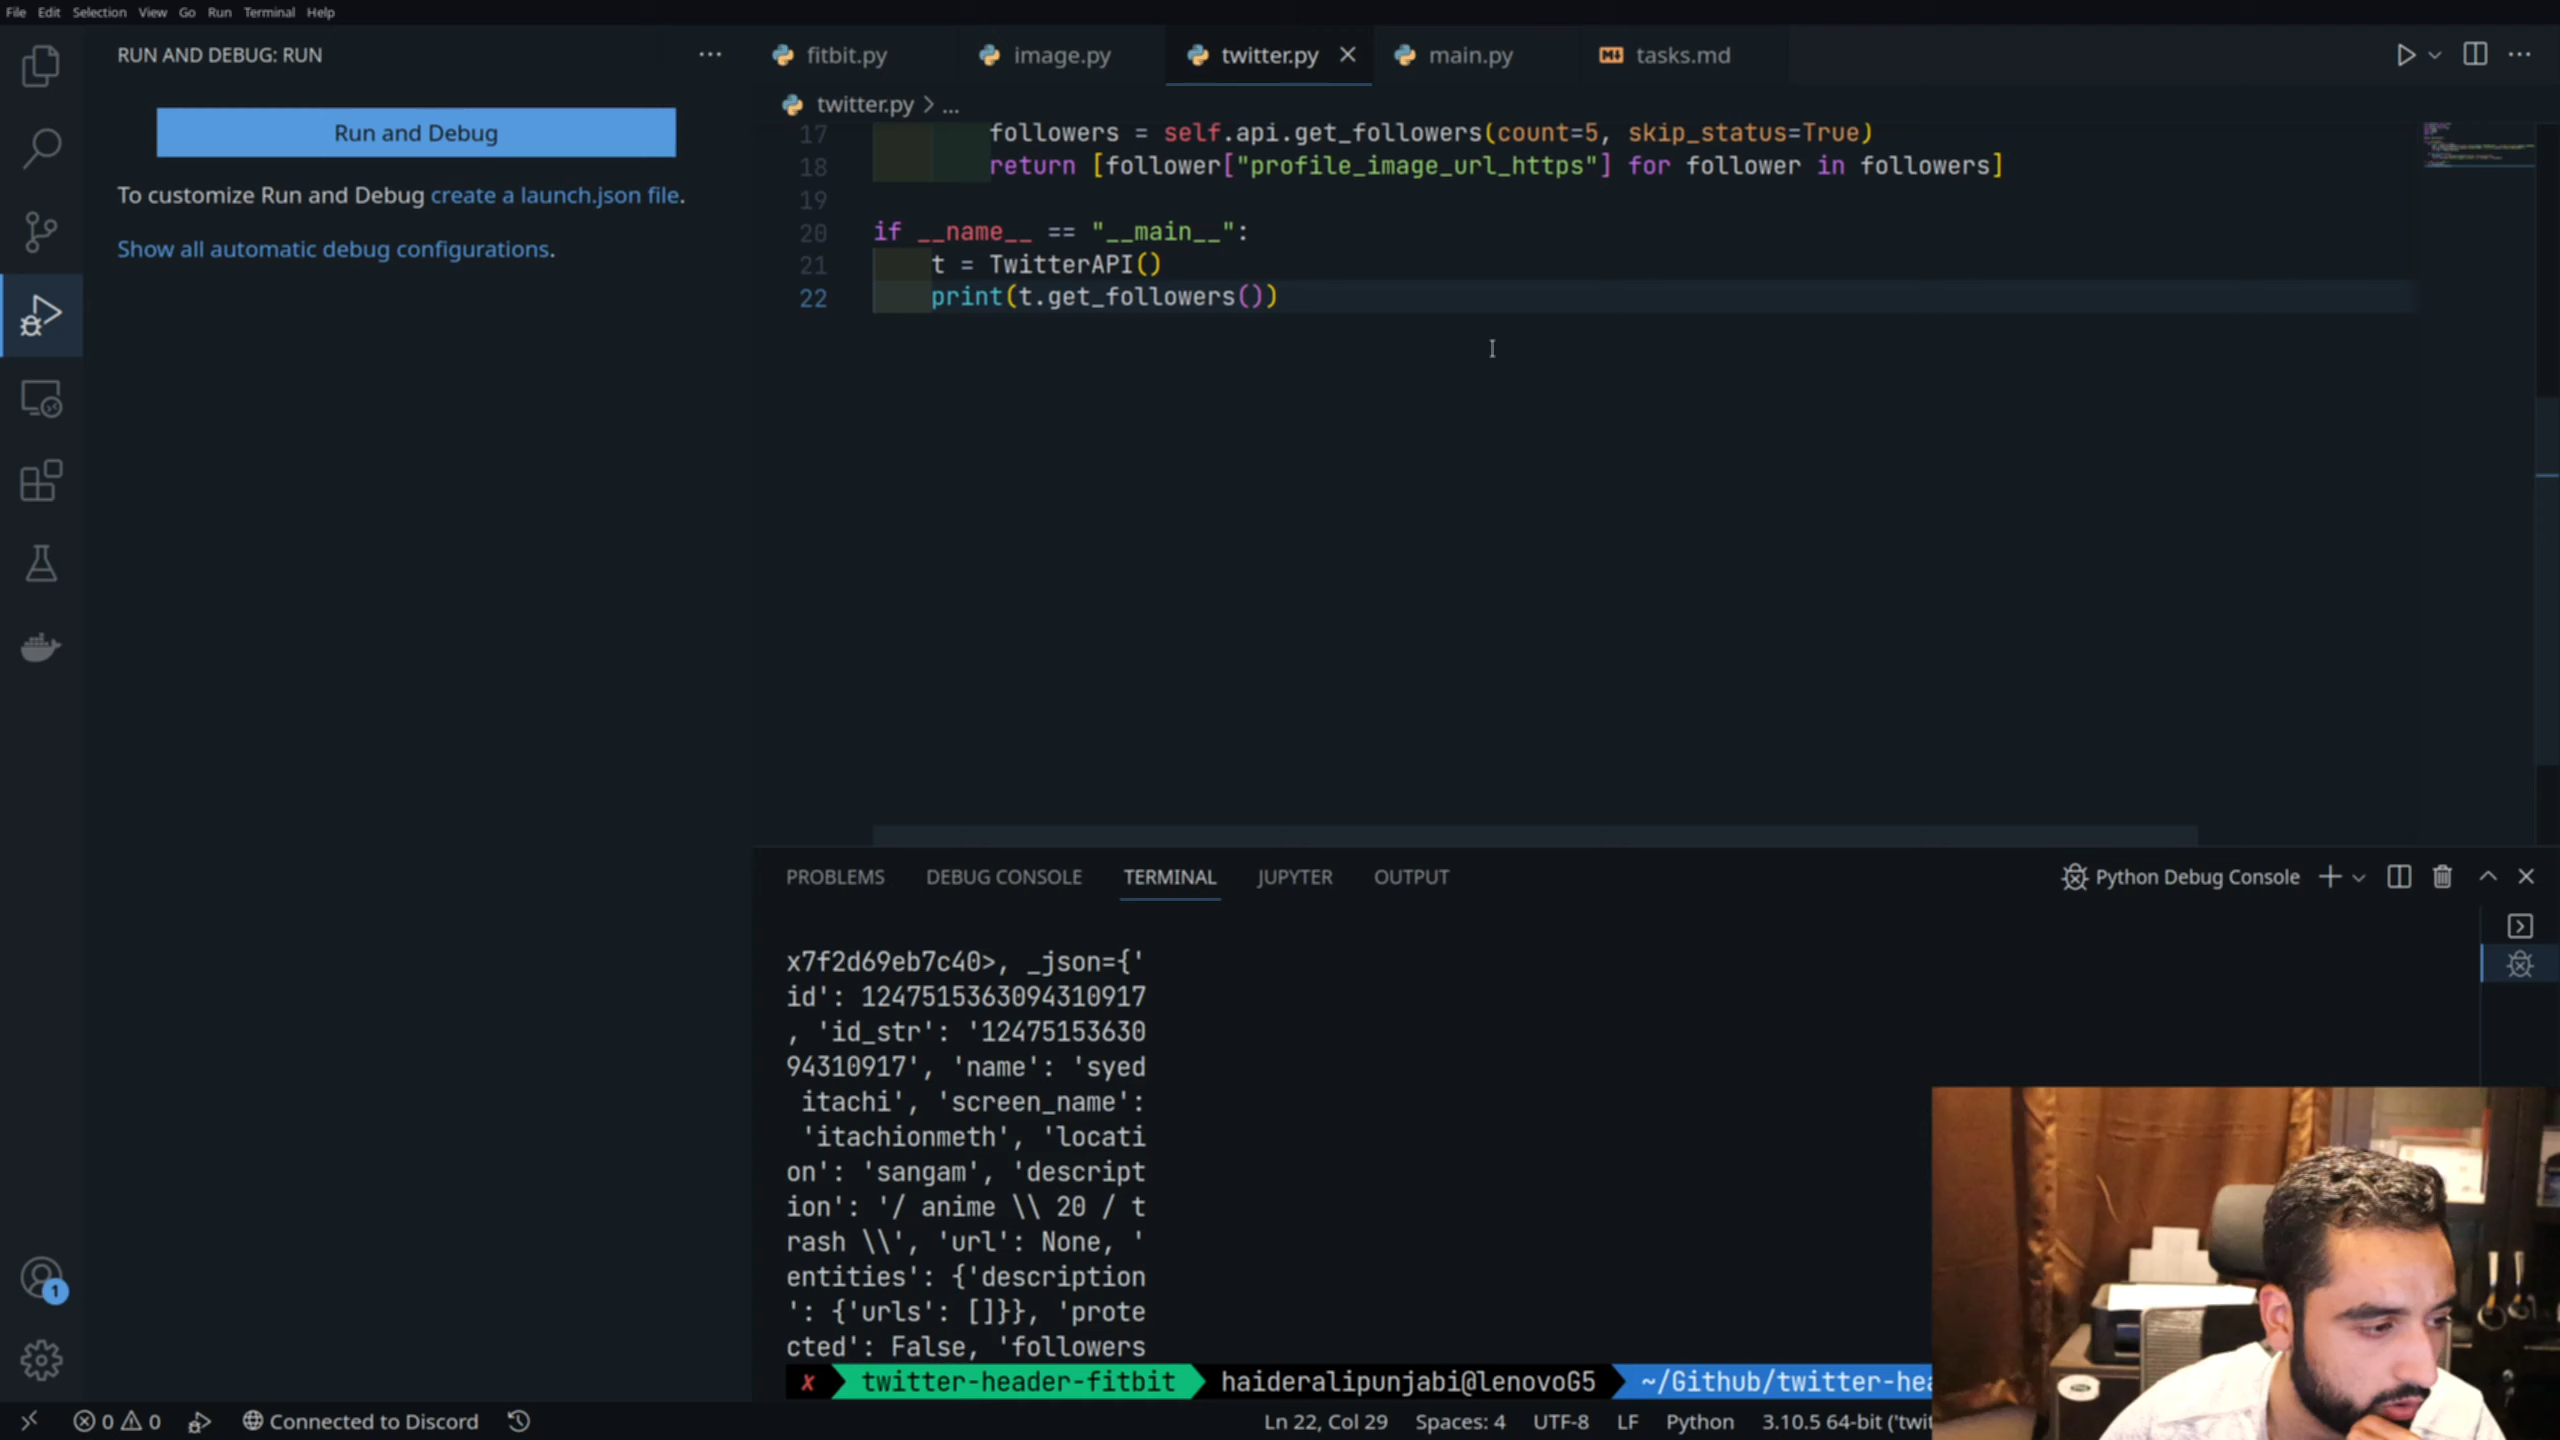 File Edit Selection View Go Run Terminal Help
RUN AND DEBUG: RUN
Run and Debug
To customize Run and Debug create a launch.json file.
Show all automatic debug configurations.
1
fitbit.py image.py twitter.py main.py tasks.md
twitter.py > ...
17 followers = self.api.get_followers(count=5, skip_status=True)
18 return [follower["profile_image_url_https"] for follower in followers]
19
20 if __name__ == "__main__":
21 t = TwitterAPI()
22 print(t.get_followers())
PROBLEMS DEBUG CONSOLE TERMINAL JUPYTER OUTPUT
Python Debug Console
x7f2d69eb7c40>, _json={'
id': 1247515363094310917
, 'id_str': '12475153630
94310917', 'name': 'syed
itachi', 'screen_name':
'itachionmeth', 'locati
on': 'sangam', 'descript
ion': '/ anime \\ 20 / t
rash \\', 'url': None, '
entities': {'description
': {'urls': []}}, 'prote
cted': False, 'followers
✗ twitter-header-fitbit haideralipunjabi@lenovoG5 ~/Github/twitter-hea
0 0 Connected to Discord Ln 22, Col 29 Spaces: 4 UTF-8 LF Python 3.10.5 64-bit ('twit